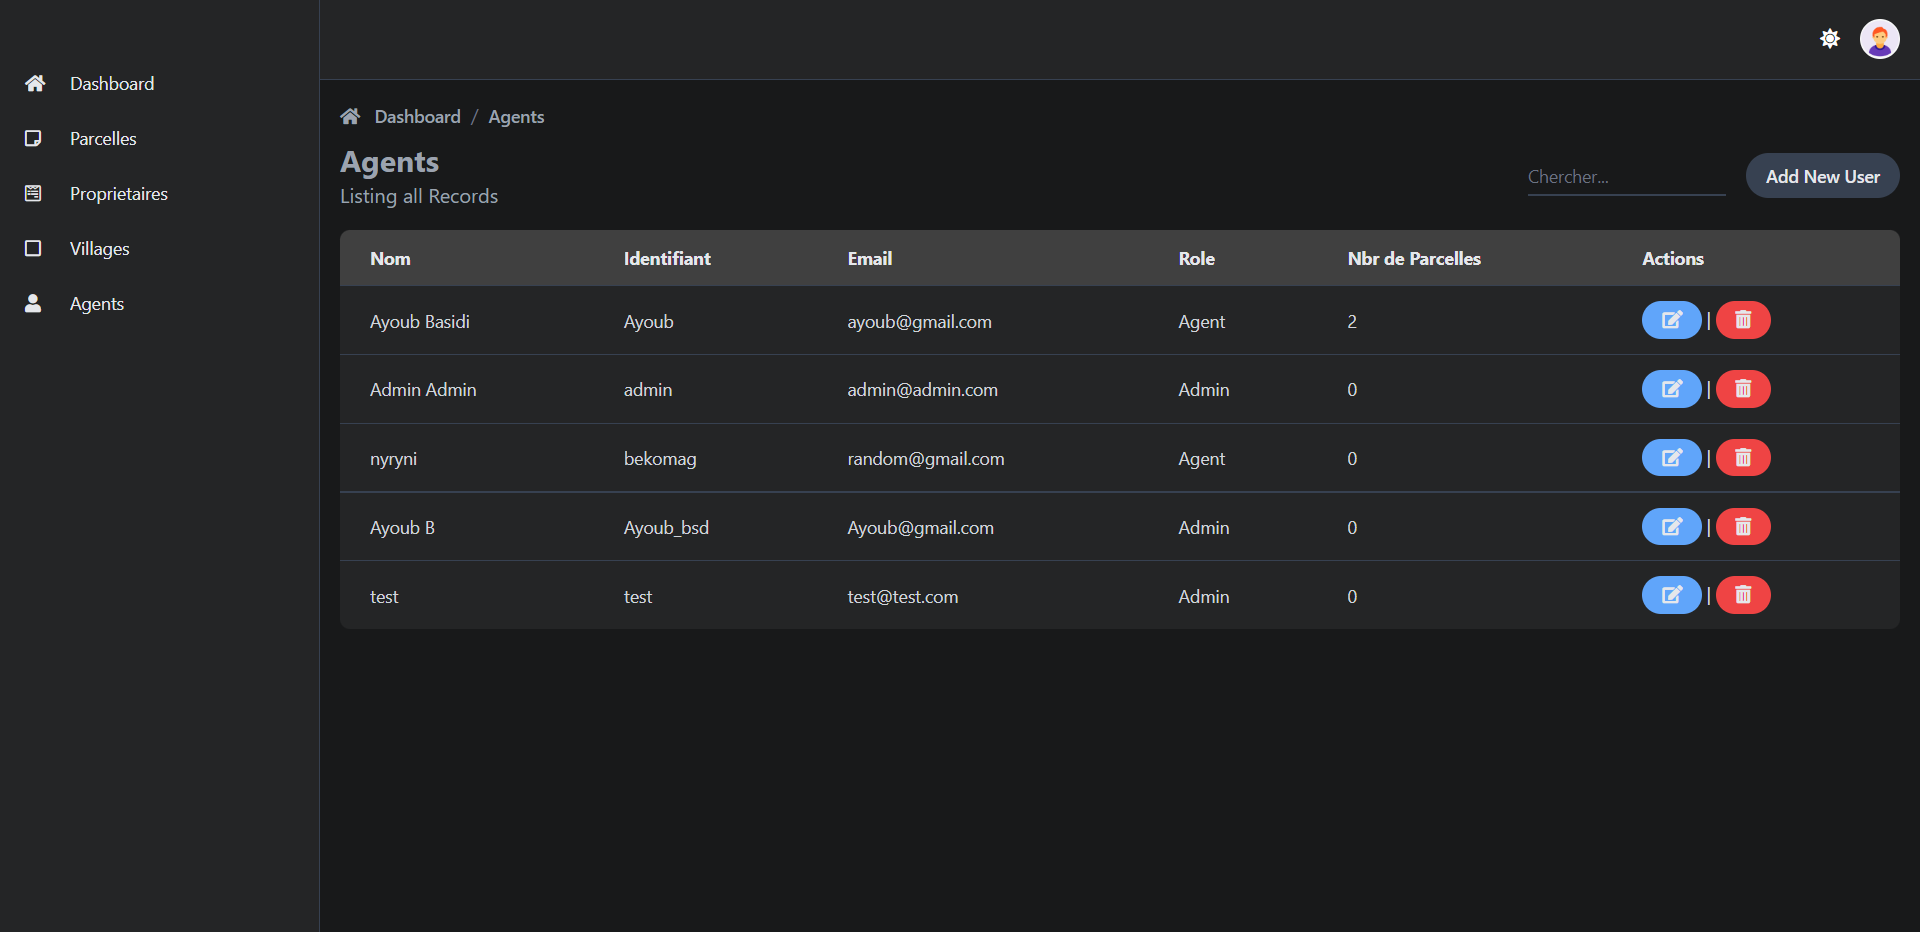 Dashboard
Parcelles
Proprietaires
Villages
Agents
Dashboard / Agents
Agents
Listing all Records
Chercher...
Add New User
Nom Identifiant Email Role Nbr de Parcelles Actions
Ayoub Basidi Ayoub ayoub@gmail.com Agent 2 |
Admin Admin admin admin@admin.com Admin 0 |
nyryni bekomag random@gmail.com Agent 0 |
Ayoub B Ayoub_bsd Ayoub@gmail.com Admin 0 |
test test test@test.com Admin 0 |